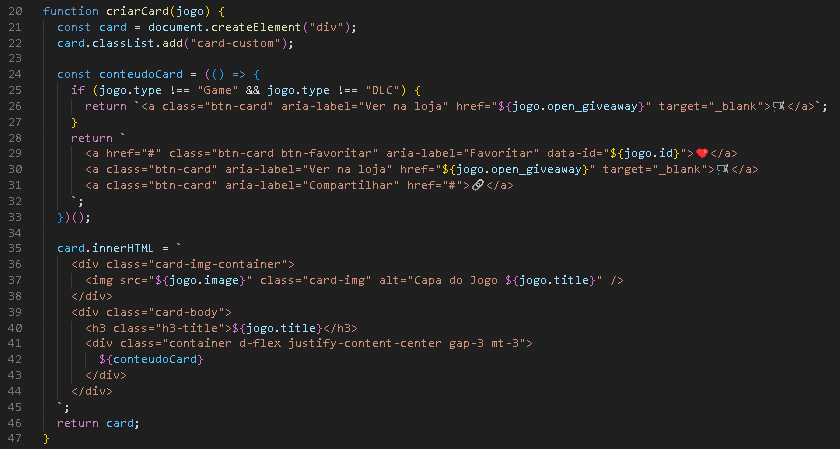 20 function criarCard(jogo) {
21   const card = document.createElement("div");
22   card.classList.add("card-custom");
23
24   const conteudoCard = (() => {
25     if (jogo.type !== "Game" && jogo.type !== "DLC") {
26       return `<a class="btn-card" aria-label="Ver na loja" href="${jogo.open_giveaway}" target="_blank">🛒</a>`;
27     }
28     return `
29       <a href="#" class="btn-card btn-favoritar" aria-label="Favoritar" data-id="${jogo.id}">❤️</a>
30       <a class="btn-card" aria-label="Ver na loja" href="${jogo.open_giveaway}" target="_blank">🛒</a>
31       <a class="btn-card" aria-label="Compartilhar" href="#">🔗</a>
32     `;
33   })();
34
35   card.innerHTML = `
36     <div class="card-img-container">
37       <img src="${jogo.image}" class="card-img" alt="Capa do Jogo ${jogo.title}" />
38     </div>
39     <div class="card-body">
40       <h3 class="h3-title">${jogo.title}</h3>
41       <div class="container d-flex justify-content-center gap-3 mt-3">
42         ${conteudoCard}
43       </div>
44     </div>
45   `;
46   return card;
47 }